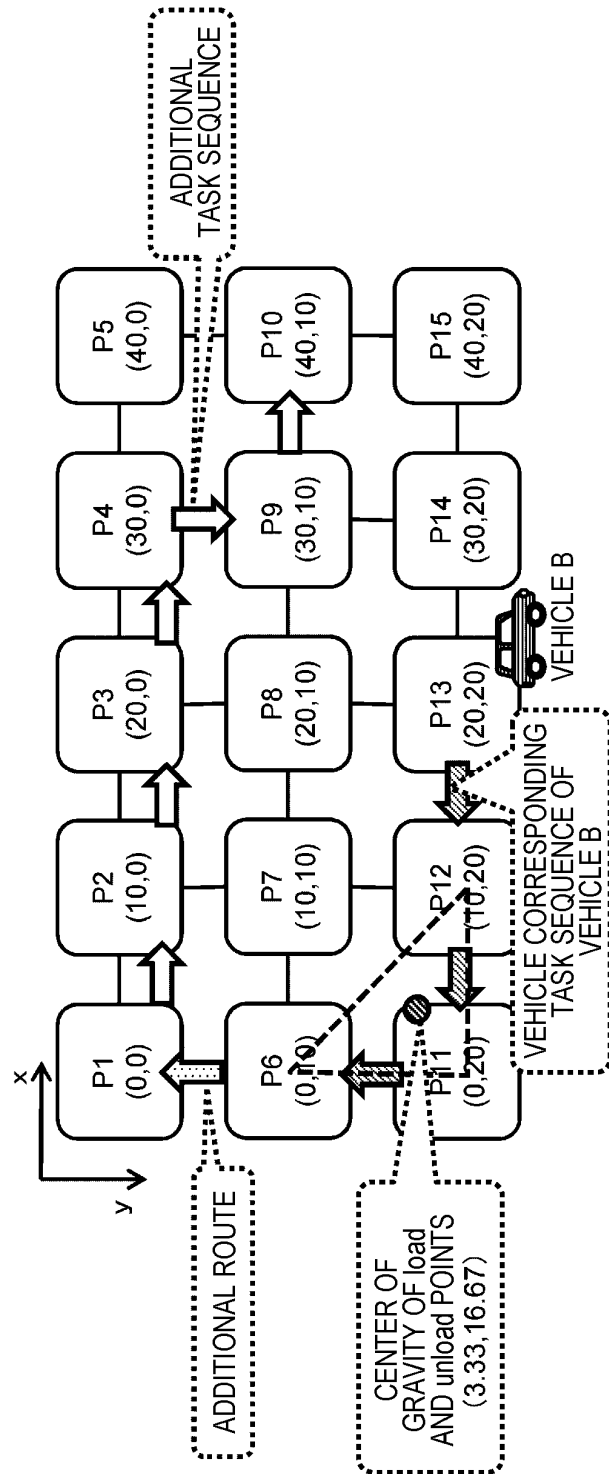 x
y
ADDITIONAL
TASK SEQUENCE
P1
(0,0)
P2
(10,0)
P3
(20,0)
P4
(30,0)
P5
(40,0)
ADDITIONAL ROUTE
P6
(0,10)
P7
(10,10)
P8
(20,10)
P9
(30,10)
P10
(40,10)
CENTER OF
GRAVITY OF load
AND unload POINTS
(3.33,16.67)
P11
(0,20)
P12
(10,20)
P13
(20,20)
P14
(30,20)
P15
(40,20)
VEHICLE B
VEHICLE CORRESPONDING
TASK SEQUENCE OF
VEHICLE B